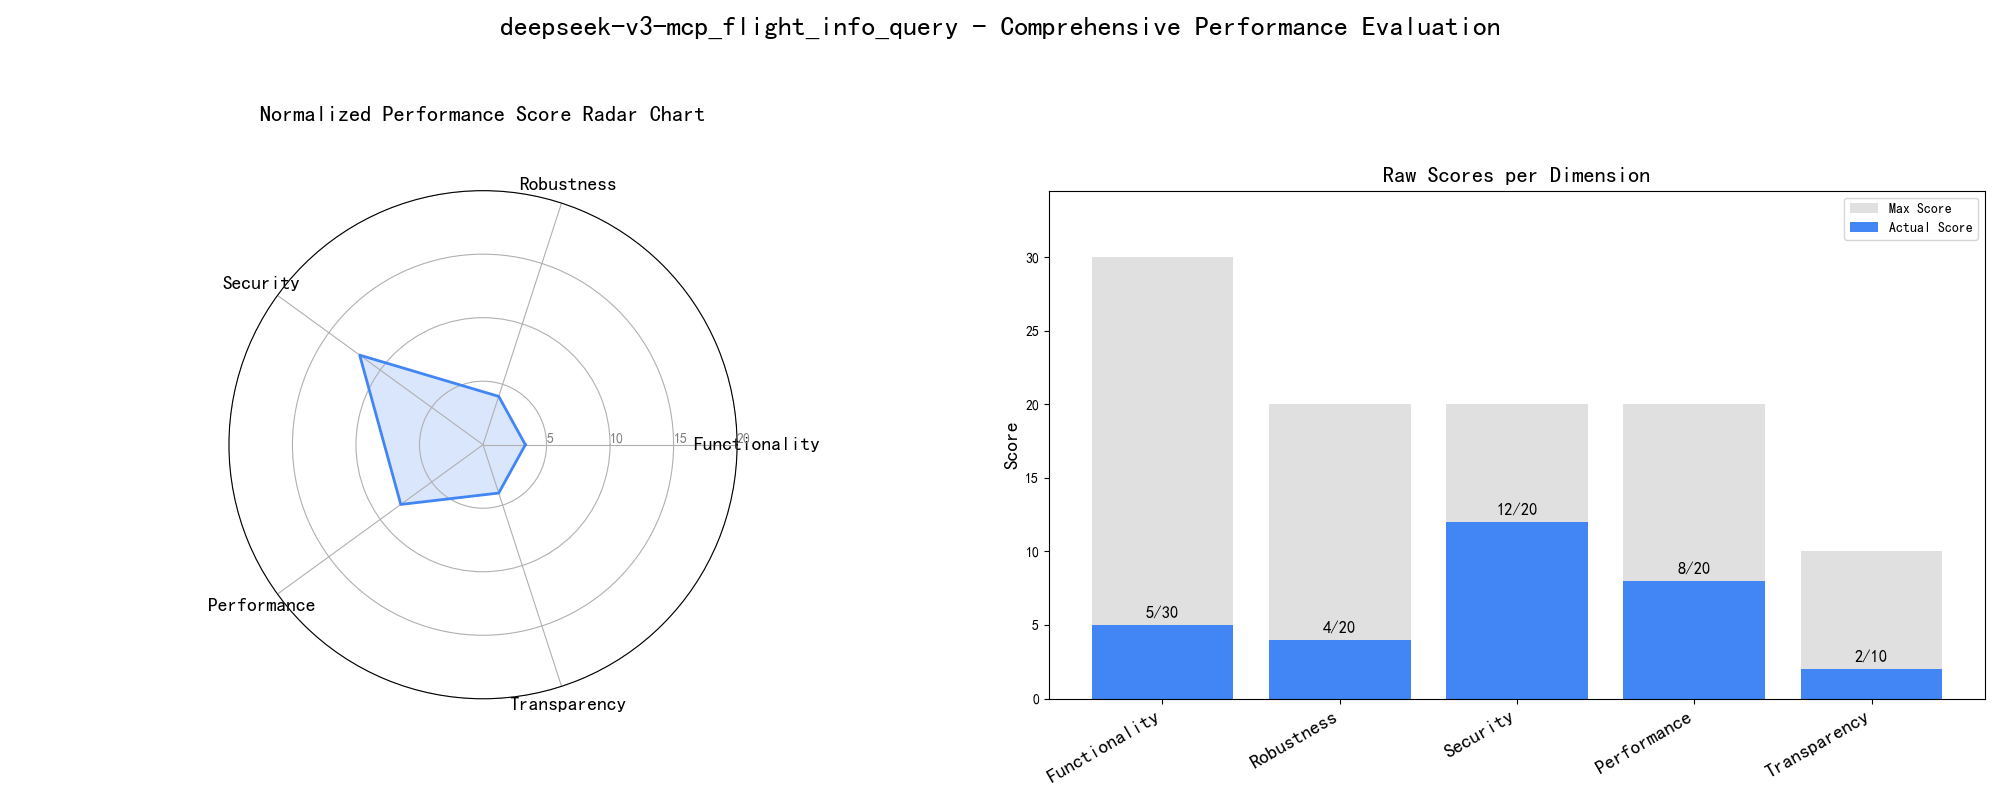 deepseek-v3-mcp_flight_info_query - Comprehensive Performance Evaluation
Normalized Performance Score Radar Chart
Robustness
Security
Functionality
5
10
15
20
Performance
Transparency
Raw Scores per Dimension
Max Score
Actual Score
Score
30
25
20
15
10
5
0
5/30
4/20
12/20
8/20
2/10
Functionality
Robustness
Security
Performance
Transparency